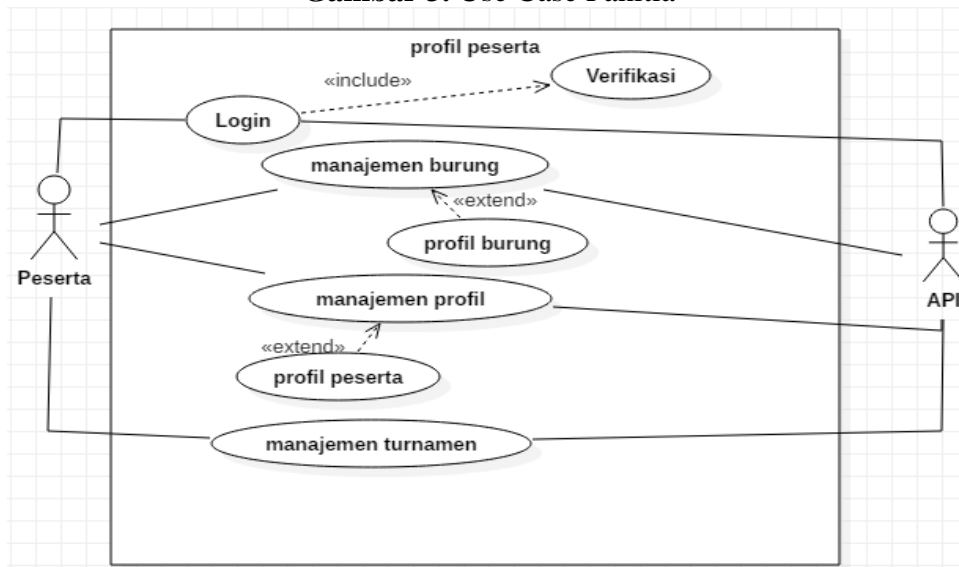 Gambar 3. Use Case Panitia
profil peserta
«include»
Verifikasi
Login
manajemen burung
«extend»
profil burung
Peserta
manajemen profil
API
«extend»
profil peserta
manajemen turnamen